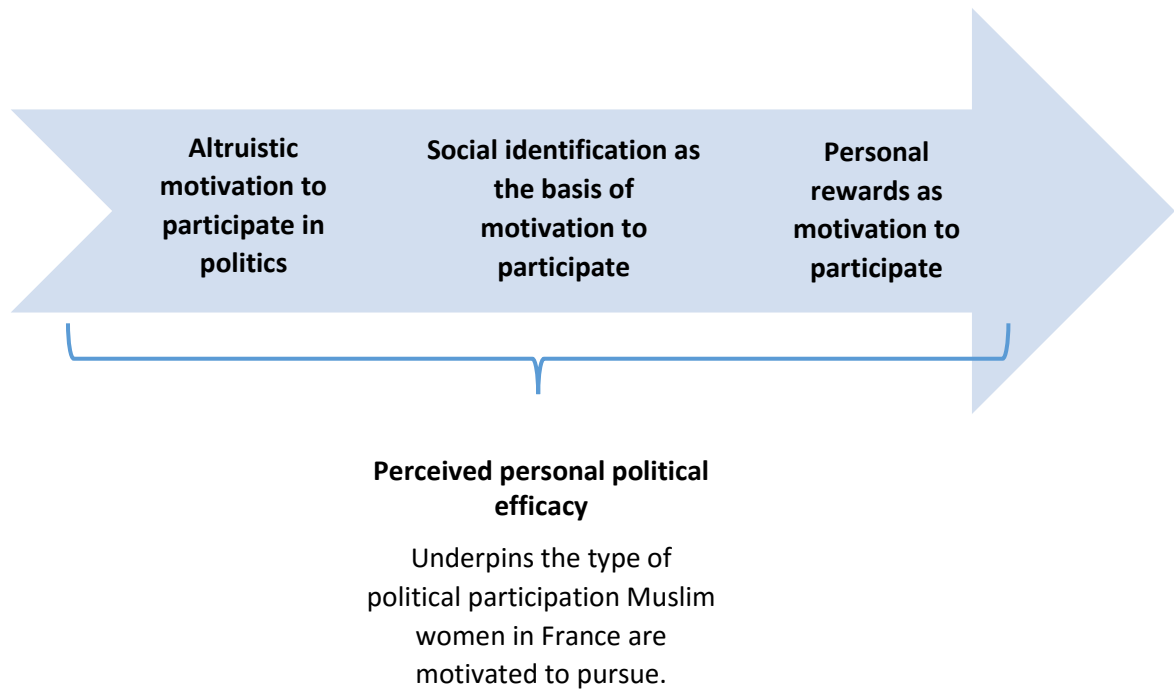 Altruistic
motivation to
participate in
politics
Social identification as
the basis of
motivation to
participate
Personal
rewards as
motivation to
participate
Perceived personal political
efficacy
Underpins the type of
political participation Muslim
women in France are
motivated to pursue.